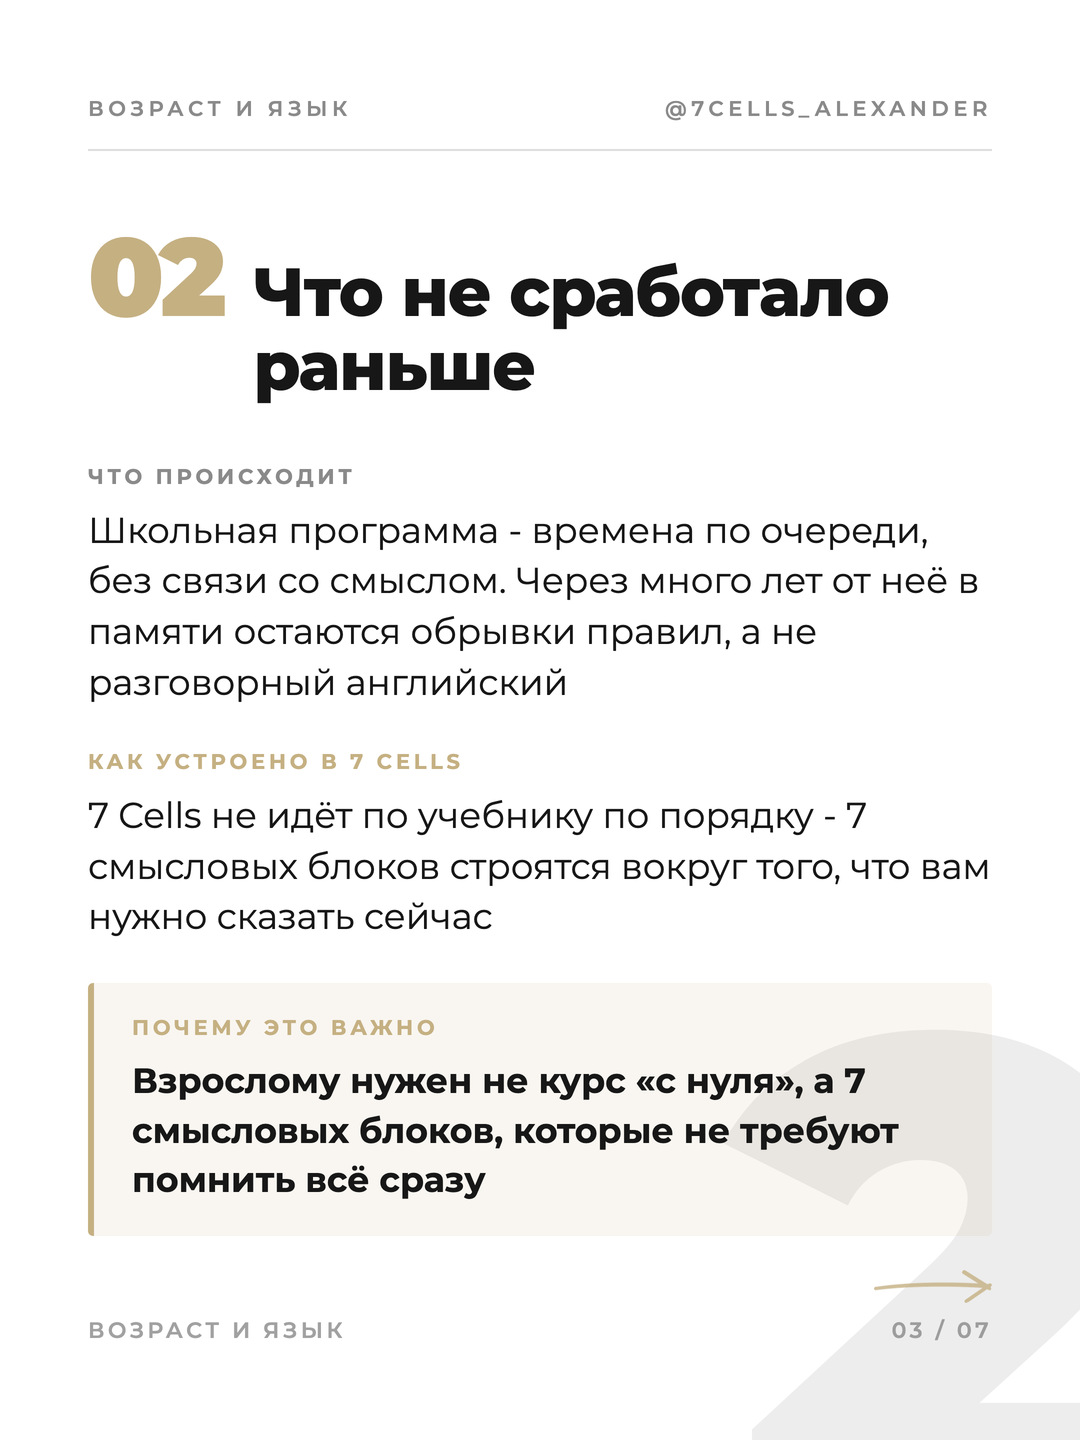 ВОЗРАСТ И ЯЗЫК
@7CELLS_ALEXANDER
02 Что не сработало
раньше
ЧТО ПРОИСХОДИТ
Школьная программа - времена по очереди,
без связи со смыслом. Через много лет от неё в
памяти остаются обрывки правил, а не
разговорный английский
КАК УСТРОЕНО В 7 CELLS
7 Cells не идёт по учебнику по порядку - 7
смысловых блоков строятся вокруг того, что вам
нужно сказать сейчас
ПОЧЕМУ ЭТО ВАЖНО
Взрослому нужен не курс «с нуля», а 7
смысловых блоков, которые не требуют
помнить всё сразу
ВОЗРАСТ И ЯЗЫК
03 / 07
2